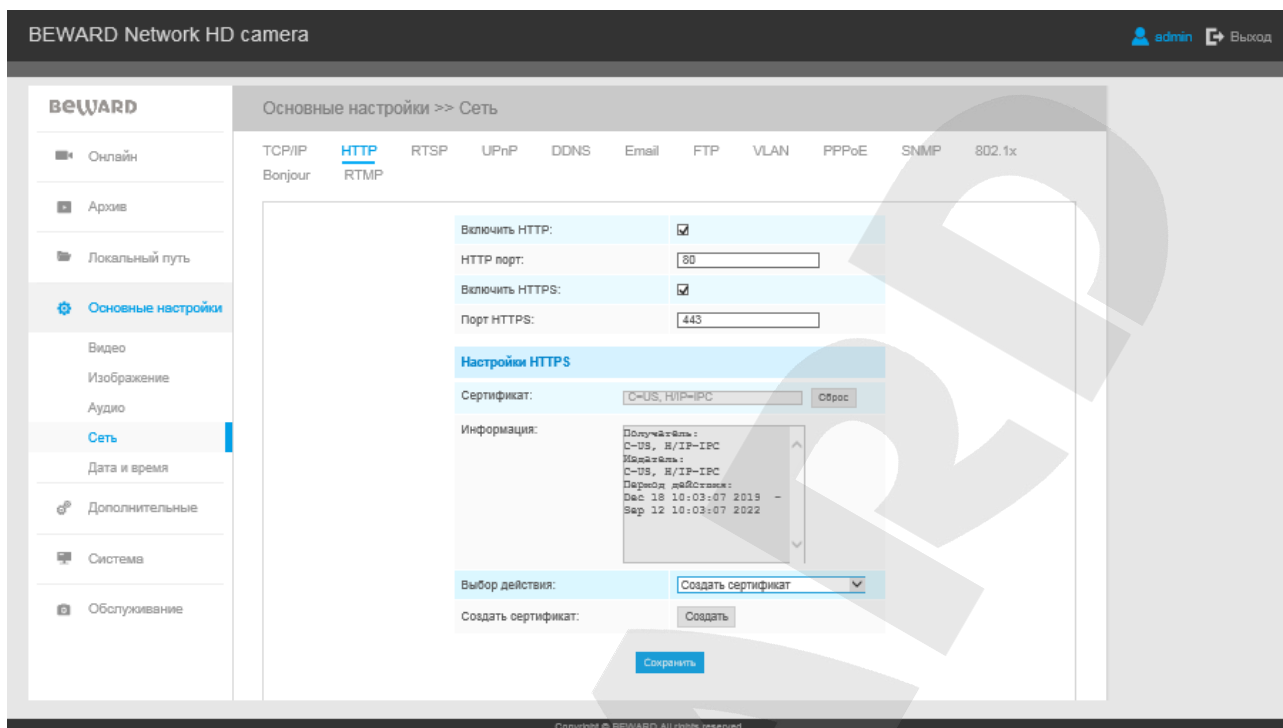 BEWARD Network HD camera
admin Выход
BEWARD
Основные настройки >> Сеть
Онлайн
Архив
Локальный путь
Основные настройки
Видео
Изображение
Аудио
Сеть
Дата и время
Дополнительные
Система
Обслуживание
TCP/IP HTTP RTSP UPnP DDNS Email FTP VLAN PPPoE SNMP 802.1x
Bonjour RTMP
Включить HTTP:
HTTP порт: 80
Включить HTTPS:
Порт HTTPS: 443
Настройки HTTPS
Сертификат: C=US, H/IP=IPC Сброс
Информация:
Получатель:
C=US, H/IP=IPC
Издатель:
C=US, H/IP=IPC
Период действия:
Dec 18 10:03:07 2019 -
Sep 12 10:03:07 2022
Выбор действия: Создать сертификат
Создать сертификат: Создать
Сохранить
Copyright © BEWARD All rights reserved